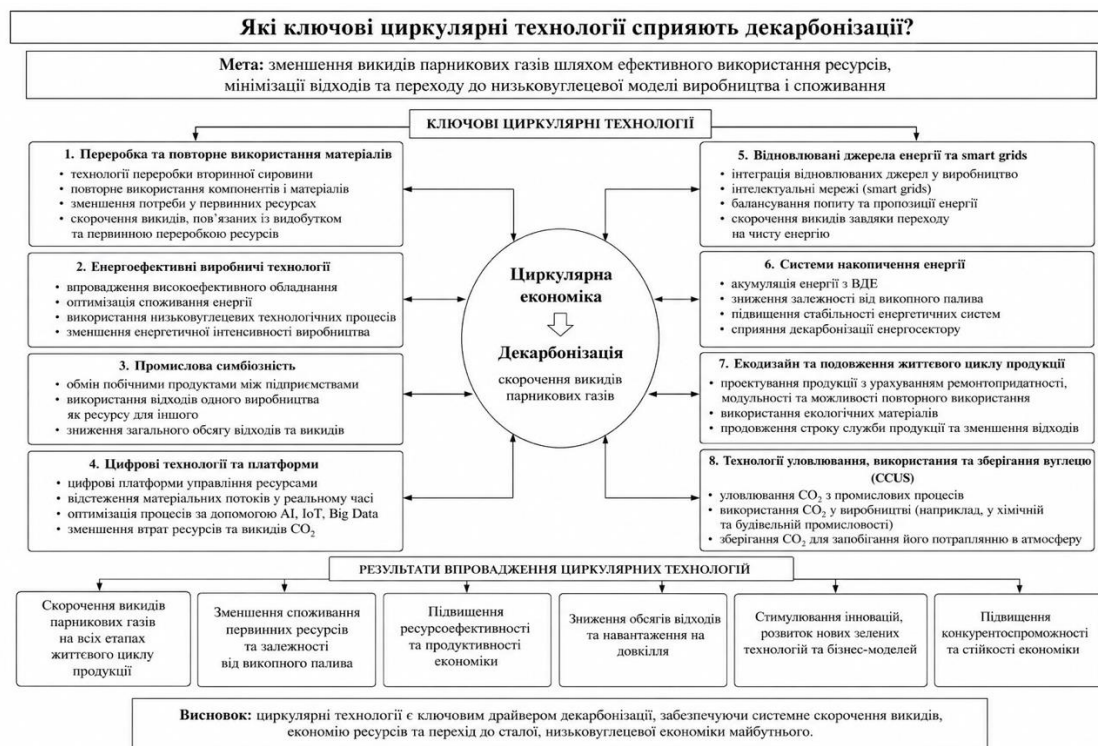 Які ключові циркулярні технології сприяють декарбонізації?
Мета: зменшення викидів парникових газів шляхом ефективного використання ресурсів,
мінімізації відходів та переходу до низьковуглецевої моделі виробництва і споживання
КЛЮЧОВІ ЦИРКУЛЯРНІ ТЕХНОЛОГІЇ
1. Переробка та повторне використання матеріалів
• технології переробки вторинної сировини
• повторне використання компонентів і матеріалів
• зменшення потреби у первинних ресурсах
• скорочення викидів, пов’язаних із видобутком
та первинною переробкою ресурсів
2. Енергоефективні виробничі технології
• впровадження високоефективного обладнання
• оптимізація споживання енергії
• використання низьковуглецевих технологічних процесів
• зменшення енергетичної інтенсивності виробництва
3. Промислова симбіозність
• обмін побічними продуктами між підприємствами
• використання відходів одного виробництва
як ресурсу для іншого
• зниження загального обсягу відходів та викидів
4. Цифрові технології та платформи
• цифрові платформи управління ресурсами
• відстеження матеріальних потоків у реальному часі
• оптимізація процесів за допомогою AI, IoT, Big Data
• зменшення втрат ресурсів та викидів CO₂
Циркулярна
економіка
Декарбонізація
скорочення викидів
парникових газів
5. Відновлювані джерела енергії та smart grids
• інтеграція відновлюваних джерел у виробництво
• інтелектуальні мережі (smart grids)
• балансування попиту та пропозиції енергії
• скорочення викидів завдяки переходу
на чисту енергію
6. Системи накопичення енергії
• акумуляція енергії з ВДЕ
• зниження залежності від викопного палива
• підвищення стабільності енергетичних систем
• сприяння декарбонізації енергосектору
7. Екодизайн та подовження життєвого циклу продукції
• проектування продукції з урахуванням ремонтопридатності,
модульності та можливості повторного використання
• використання екологічних матеріалів
• продовження строку служби продукції та зменшення відходів
8. Технології уловлювання, використання та зберігання вуглецю
(CCUS)
• уловлювання CO₂ з промислових процесів
• використання CO₂ у виробництві (наприклад, у хімічній
та будівельній промисловості)
• зберігання CO₂ для запобігання його потраплянню в атмосферу
РЕЗУЛЬТАТИ ВПРОВАДЖЕННЯ ЦИРКУЛЯРНИХ ТЕХНОЛОГІЙ
Скорочення викидів
парникових газів
на всіх етапах
життєвого циклу
продукції
Зменшення споживання
первинних ресурсів
та залежності
від викопного палива
Підвищення
ресурсоефективності
та продуктивності
економіки
Зниження обсягів відходів
та навантаження на
довкілля
Стимулювання інновацій,
розвиток нових зелених
технологій та бізнес-моделей
Підвищення
конкурентоспроможності
та стійкості економіки
Висновок: циркулярні технології є ключовим драйвером декарбонізації, забезпечуючи системне скорочення викидів,
економію ресурсів та перехід до сталої, низьковуглецевої економіки майбутнього.